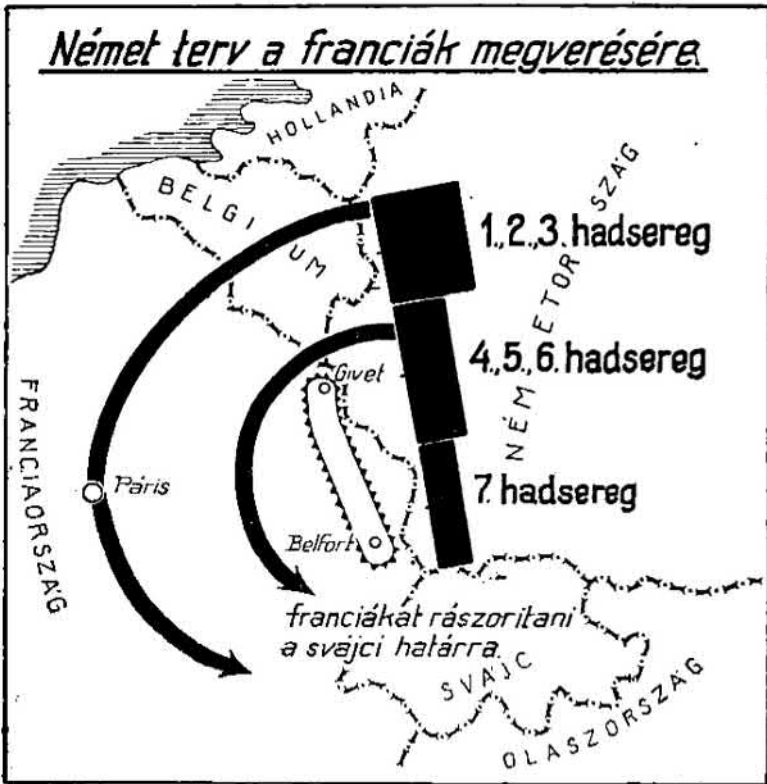 Német terv a franciák megverésére.
HOLLANDIA
BELGIUM
NÉMETORSZÁG
1.,2.,3. hadsereg
4.,5.,6. hadsereg
Givet
FRANCIAORSZÁG
Páris
7. hadsereg
Belfort
franciákat rászoritani
a svájci határra.
SVÁJC
OLASZORSZÁG